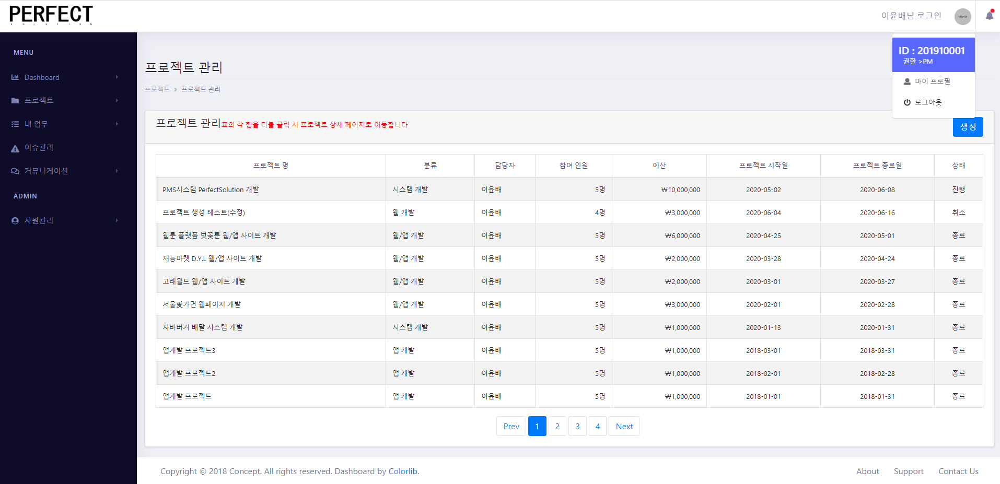 PERFECT
SOLUTION
이윤배님 로그인
128x128
ID : 201910001
권한 >PM
마이 프로필
로그아웃
MENU
Dashboard
프로젝트
내 업무
이슈관리
커뮤니케이션
ADMIN
사원관리
프로젝트 관리
프로젝트 > 프로젝트 관리
프로젝트 관리표의 각 행을 더블 클릭 시 프로젝트 상세 페이지로 이동합니다
생성
프로젝트 명 분류 담당자 참여 인원 예산 프로젝트 시작일 프로젝트 종료일 상태
PMS시스템 PerfectSolution 개발 시스템 개발 이윤배 5명 ₩10,000,000 2020-05-02 2020-06-08 진행
프로젝트 생성 테스트(수정) 웹 개발 이윤배 4명 ₩3,000,000 2020-06-04 2020-06-16 취소
웹툰 플랫폼 벗꽃툰 웹/앱 사이트 개발 웹/앱 개발 이윤배 5명 ₩6,000,000 2020-04-25 2020-05-01 종료
재능마켓 D.Y.L 웹/앱 사이트 개발 웹/앱 개발 이윤배 5명 ₩2,000,000 2020-03-28 2020-04-24 종료
고래월드 웹/앱 사이트 개발 웹/앱 개발 이윤배 5명 ₩2,000,000 2020-03-01 2020-03-27 종료
서울愛가면 웹페이지 개발 웹/앱 개발 이윤배 5명 ₩3,000,000 2020-02-01 2020-02-28 종료
자바버거 배달 시스템 개발 시스템 개발 이윤배 5명 ₩1,000,000 2020-01-13 2020-01-31 종료
앱개발 프로젝트3 앱 개발 이윤배 5명 ₩1,000,000 2018-03-01 2018-03-31 종료
앱개발 프로젝트2 앱 개발 이윤배 5명 ₩1,000,000 2018-02-01 2018-02-28 종료
앱개발 프로젝트 앱 개발 이윤배 5명 ₩1,000,000 2018-01-01 2018-01-31 종료
Prev 1 2 3 4 Next
Copyright © 2018 Concept. All rights reserved. Dashboard by Colorlib.
About Support Contact Us